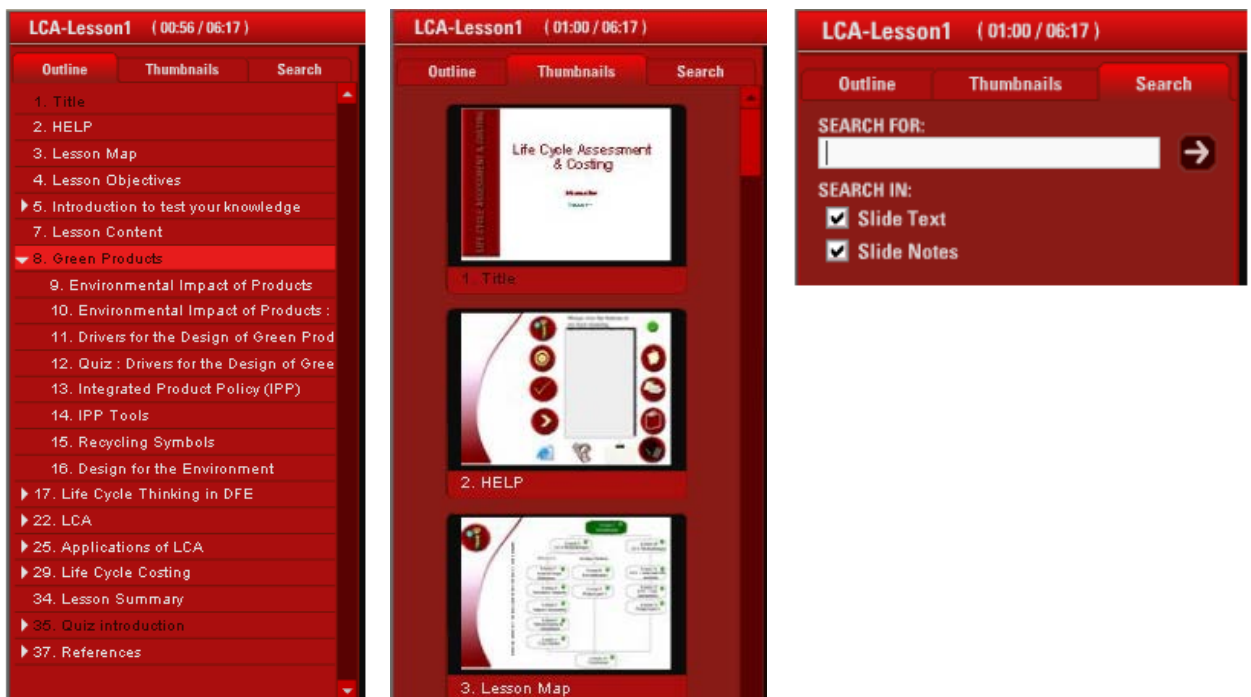 LCA-Lesson1 ( 00:56 / 06:17 )
Outline Thumbnails Search
1. Title
2. HELP
3. Lesson Map
4. Lesson Objectives
5. Introduction to test your knowledge
7. Lesson Content
8. Green Products
9. Environmental Impact of Products
10. Environmental Impact of Products :
11. Drivers for the Design of Green Prod
12. Quiz : Drivers for the Design of Gree
13. Integrated Product Policy (IPP)
14. IPP Tools
15. Recycling Symbols
16. Design for the Environment
17. Life Cycle Thinking in DFE
22. LCA
25. Applications of LCA
29. Life Cycle Costing
34. Lesson Summary
35. Quiz introduction
37. References
LCA-Lesson1 ( 01:00 / 06:17 )
Outline Thumbnails Search
LIFE CYCLE ASSESSMENT & COSTING
Life Cycle Assessment
& Costing
1. Title
2. HELP
3. Lesson Map
LCA-Lesson1 ( 01:00 / 06:17 )
Outline Thumbnails Search
SEARCH FOR:
SEARCH IN:
Slide Text
Slide Notes